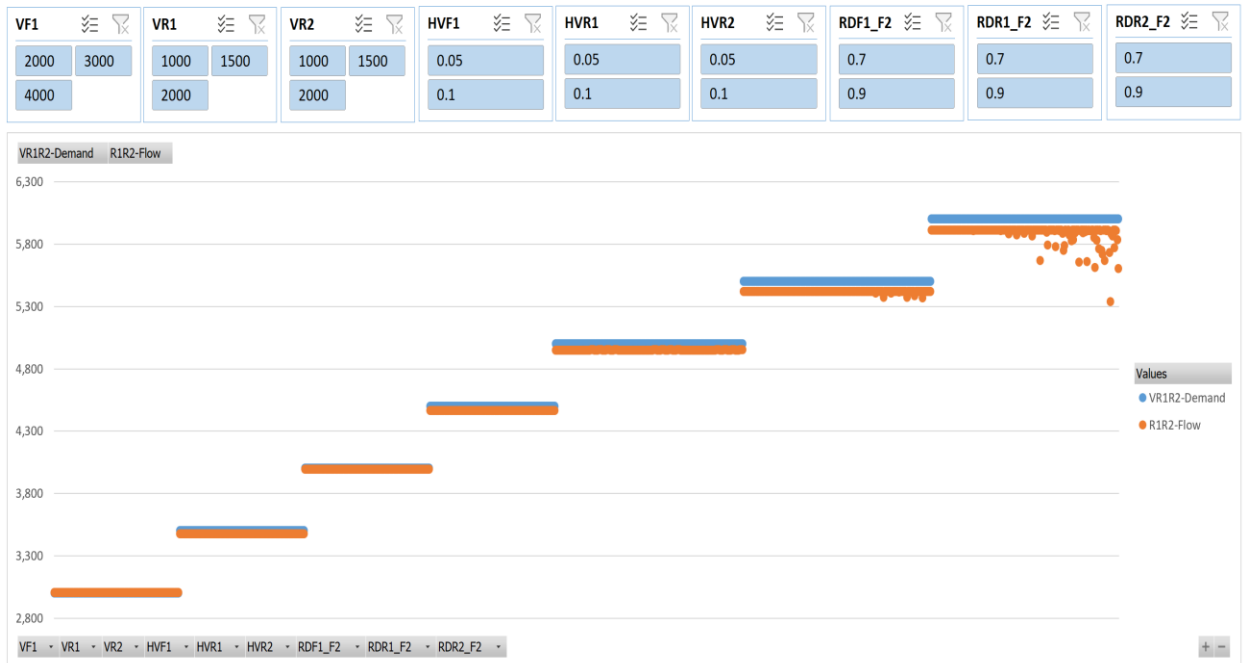 VF1 VR1 VR2 HVF1 HVR1 HVR2 RDF1_F2 RDR1_F2 RDR2_F2
2000 3000 1000 1500 1000 1500 0.05 0.05 0.05 0.7 0.7 0.7
4000 2000 2000 0.1 0.1 0.1 0.9 0.9 0.9
VR1R2-Demand R1R2-Flow
6,300
5,800
5,300
4,800
Values
VR1R2-Demand
R1R2-Flow
4,300
3,800
3,300
2,800
VF1 VR1 VR2 HVF1 HVR1 HVR2 RDF1_F2 RDR1_F2 RDR2_F2 + −